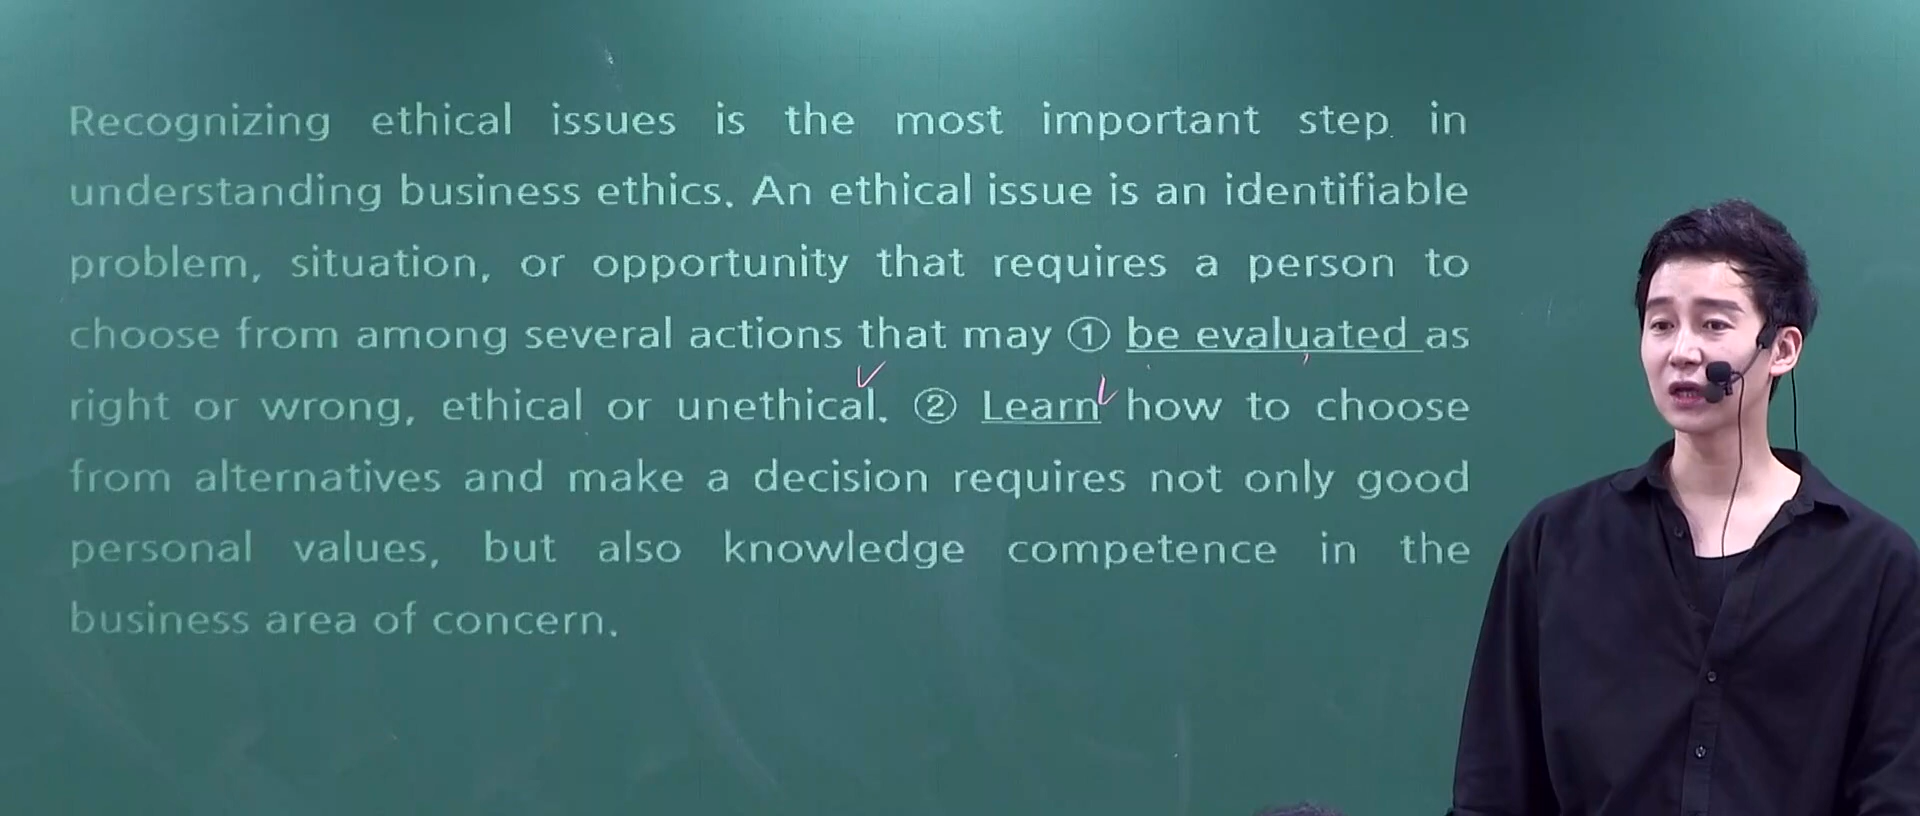 Recognizing ethical issues is the most important step in
understanding business ethics. An ethical issue is an identifiable
problem, situation, or opportunity that requires a person to
choose from among several actions that may ① be evaluated as
right or wrong, ethical or unethical. ② Learn how to choose
from alternatives and make a decision requires not only good
personal values, but also knowledge competence in the
business area of concern.